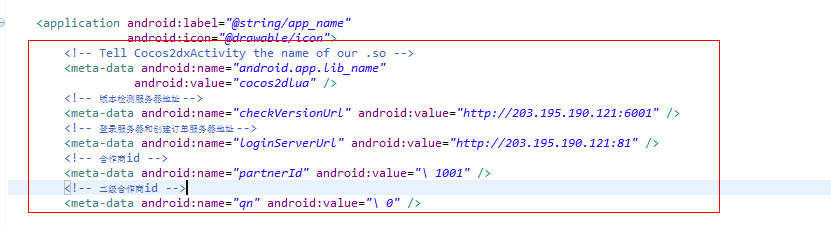 <application android:label="@string/app_name"
android:icon="@drawable/icon">
<!-- Tell Cocos2dxActivity the name of our .so -->
<meta-data android:name="android.app.lib_name"
android:value="cocos2dlua" />
<!-- 版本检测服务器地址-->
<meta-data android:name="checkVersionUrl" android:value="http://203.195.190.121:6001" />
<!-- 登录服务器和创建订单服务器地址-->
<meta-data android:name="loginServerUrl" android:value="http://203.195.190.121:81" />
<!-- 合作商id -->
<meta-data android:name="partnerId" android:value="\ 1001" />
<!-- 二级合作商id -->
<meta-data android:name="qn" android:value="\ 0" />